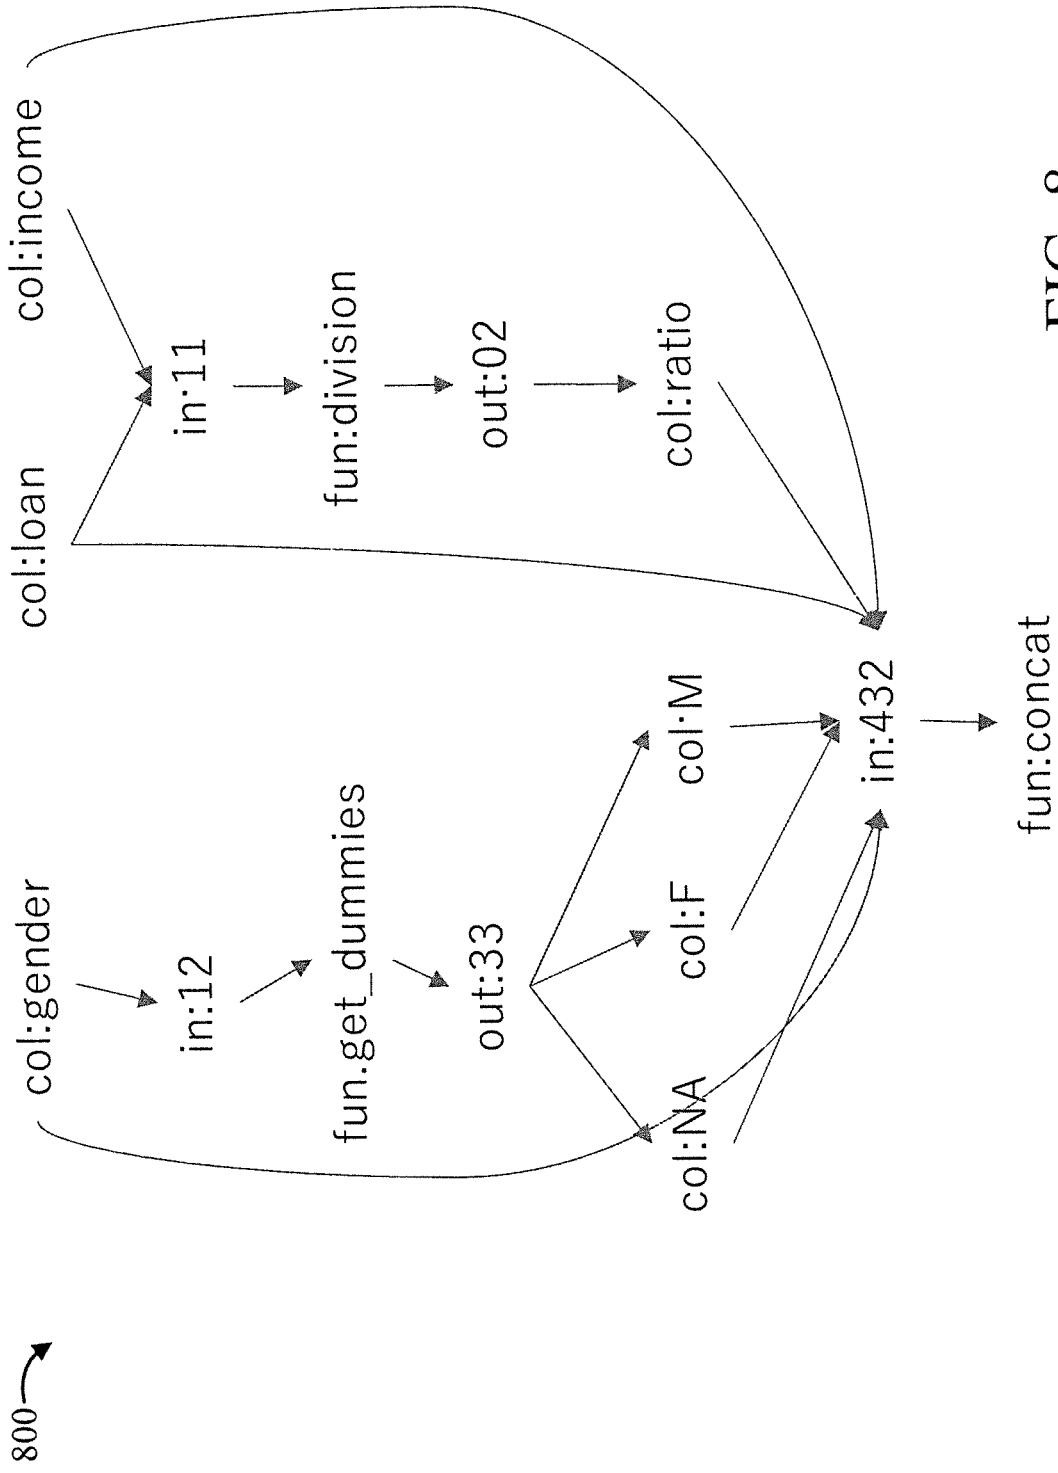 800
col:gender
col:loan
col:income
in:12
in:11
fun.get_dummies
fun:division
out:33
out:02
col:NA
col:F
col·M
col:ratio
in:432
fun:concat
FIG. 8